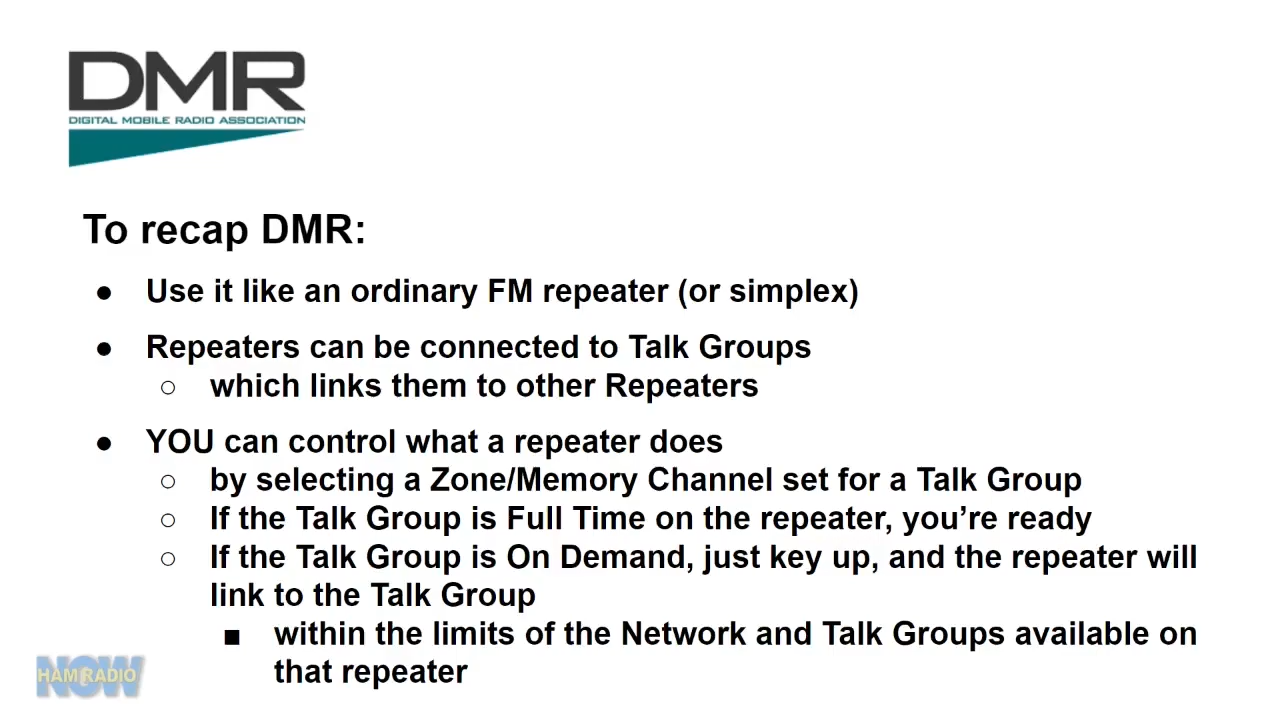 DMR
DIGITAL MOBILE RADIO ASSOCIATION
To recap DMR:
● Use it like an ordinary FM repeater (or simplex)
● Repeaters can be connected to Talk Groups
○ which links them to other Repeaters
● YOU can control what a repeater does
○ by selecting a Zone/Memory Channel set for a Talk Group
○ If the Talk Group is Full Time on the repeater, you’re ready
○ If the Talk Group is On Demand, just key up, and the repeater will
link to the Talk Group
■ within the limits of the Network and Talk Groups available on
that repeater
HAM RADIO
NOW